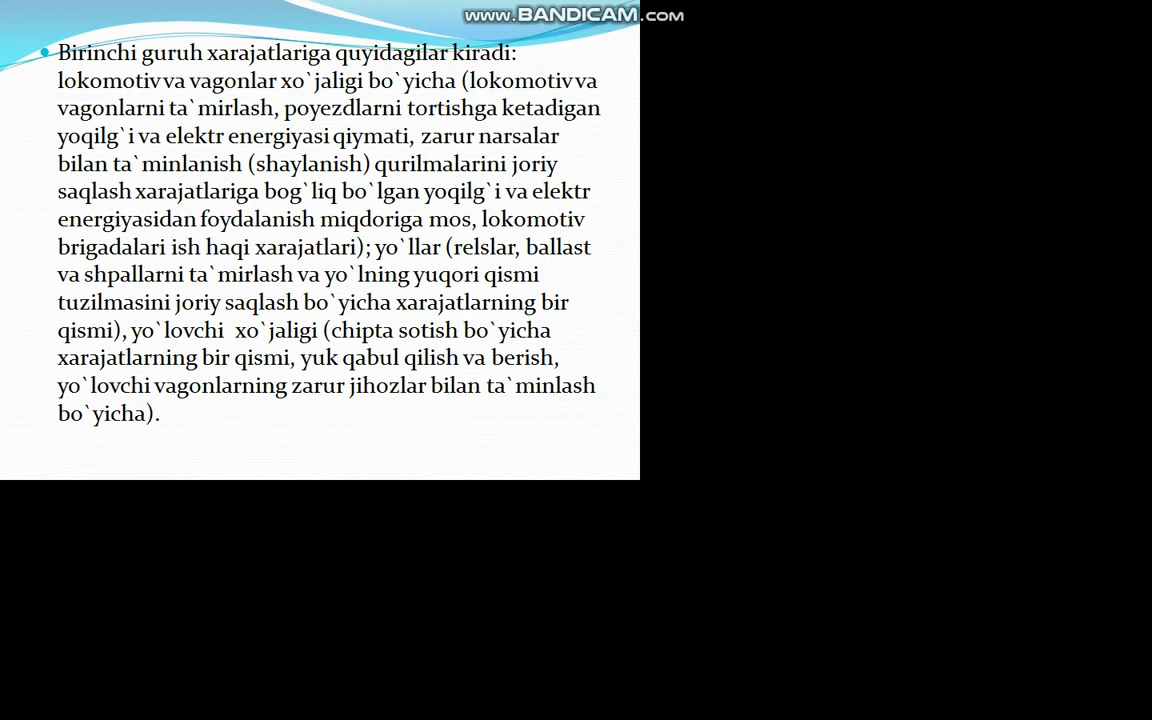 www.BANDICAM.com
• Birinchi guruh xarajatlariga quyidagilar kiradi:
lokomotiv va vagonlar xo`jaligi bo`yicha (lokomotiv va
vagonlarni ta`mirlash, poyezdlarni tortishga ketadigan
yoqilg`i va elektr energiyasi qiymati, zarur narsalar
bilan ta`minlanish (shaylanish) qurilmalarini joriy
saqlash xarajatlariga bog`liq bo`lgan yoqilg`i va elektr
energiyasidan foydalanish miqdoriga mos, lokomotiv
brigadalari ish haqi xarajatlari); yo`llar (relslar, ballast
va shpallarni ta`mirlash va yo`lning yuqori qismi
tuzilmasini joriy saqlash bo`yicha xarajatlarning bir
qismi), yo`lovchi xo`jaligi (chipta sotish bo`yicha
xarajatlarning bir qismi, yuk qabul qilish va berish,
yo`lovchi vagonlarning zarur jihozlar bilan ta`minlash
bo`yicha).